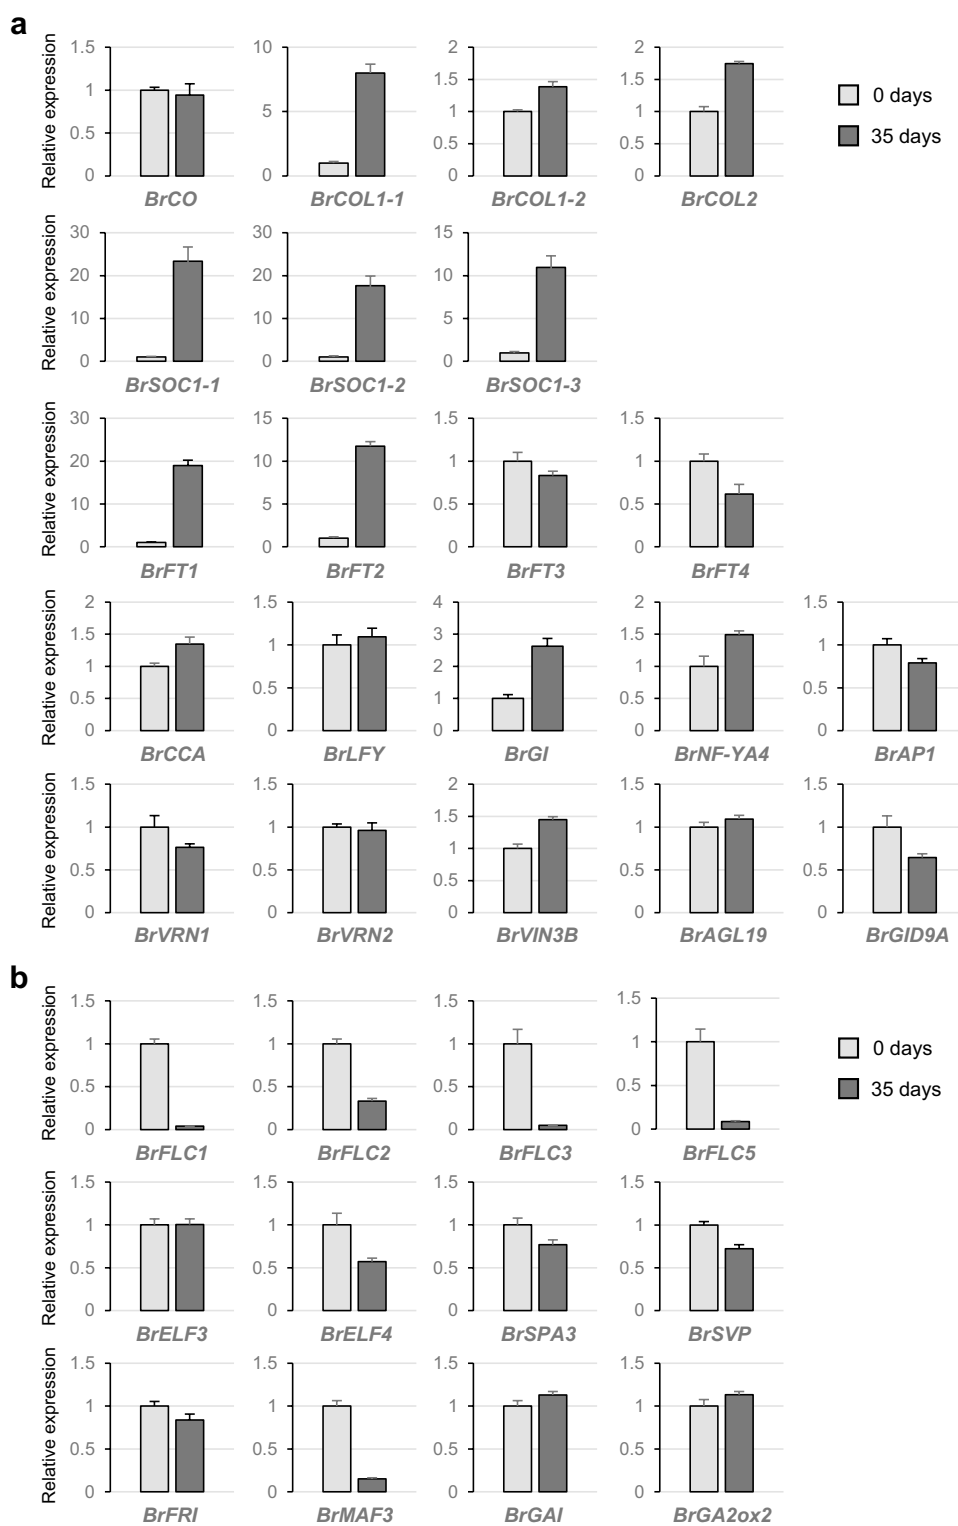 a
Relative expression
1.5 1 0.5 0 BrCO
10 5 0 BrCOL1-1
2 1.5 1 0.5 0 BrCOL1-2
2 1.5 1 0.5 0 BrCOL2
0 days
35 days
Relative expression
30 20 10 0 BrSOC1-1
30 20 10 0 BrSOC1-2
15 10 5 0 BrSOC1-3
Relative expression
30 20 10 0 BrFT1
15 10 5 0 BrFT2
1.5 1 0.5 0 BrFT3
1.5 1 0.5 0 BrFT4
Relative expression
2 1.5 1 0.5 0 BrCCA
1.5 1 0.5 0 BrLFY
4 3 2 1 0 BrGI
2 1.5 1 0.5 0 BrNF-YA4
1.5 1 0.5 0 BrAP1
Relative expression
1.5 1 0.5 0 BrVRN1
1.5 1 0.5 0 BrVRN2
2 1.5 1 0.5 0 BrVIN3B
1.5 1 0.5 0 BrAGL19
1.5 1 0.5 0 BrGID9A
b
Relative expression
1.5 1 0.5 0 BrFLC1
1.5 1 0.5 0 BrFLC2
1.5 1 0.5 0 BrFLC3
1.5 1 0.5 0 BrFLC5
0 days
35 days
Relative expression
1.5 1 0.5 0 BrELF3
1.5 1 0.5 0 BrELF4
1.5 1 0.5 0 BrSPA3
1.5 1 0.5 0 BrSVP
Relative expression
1.5 1 0.5 0 BrFRI
1.5 1 0.5 0 BrMAF3
1.5 1 0.5 0 BrGAI
1.5 1 0.5 0 BrGA2ox2